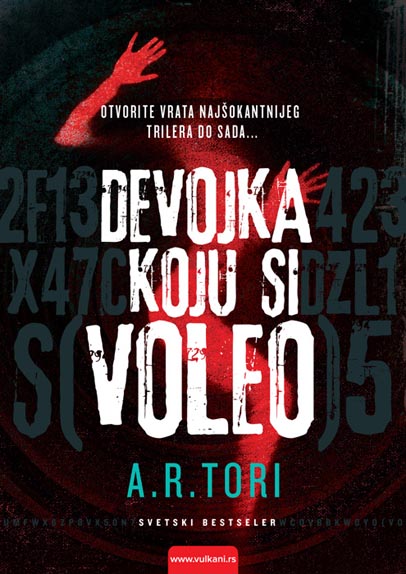 OTVORITE VRATA NAJŠOKANTNIJEG
TRILERA DO SADA...
2F13 DEVOJKA 423
X47C KOJU SI DZL1
S( VOLEO )5
A.R.TORI
SVETSKI BESTSELER
www.vulkani.rs